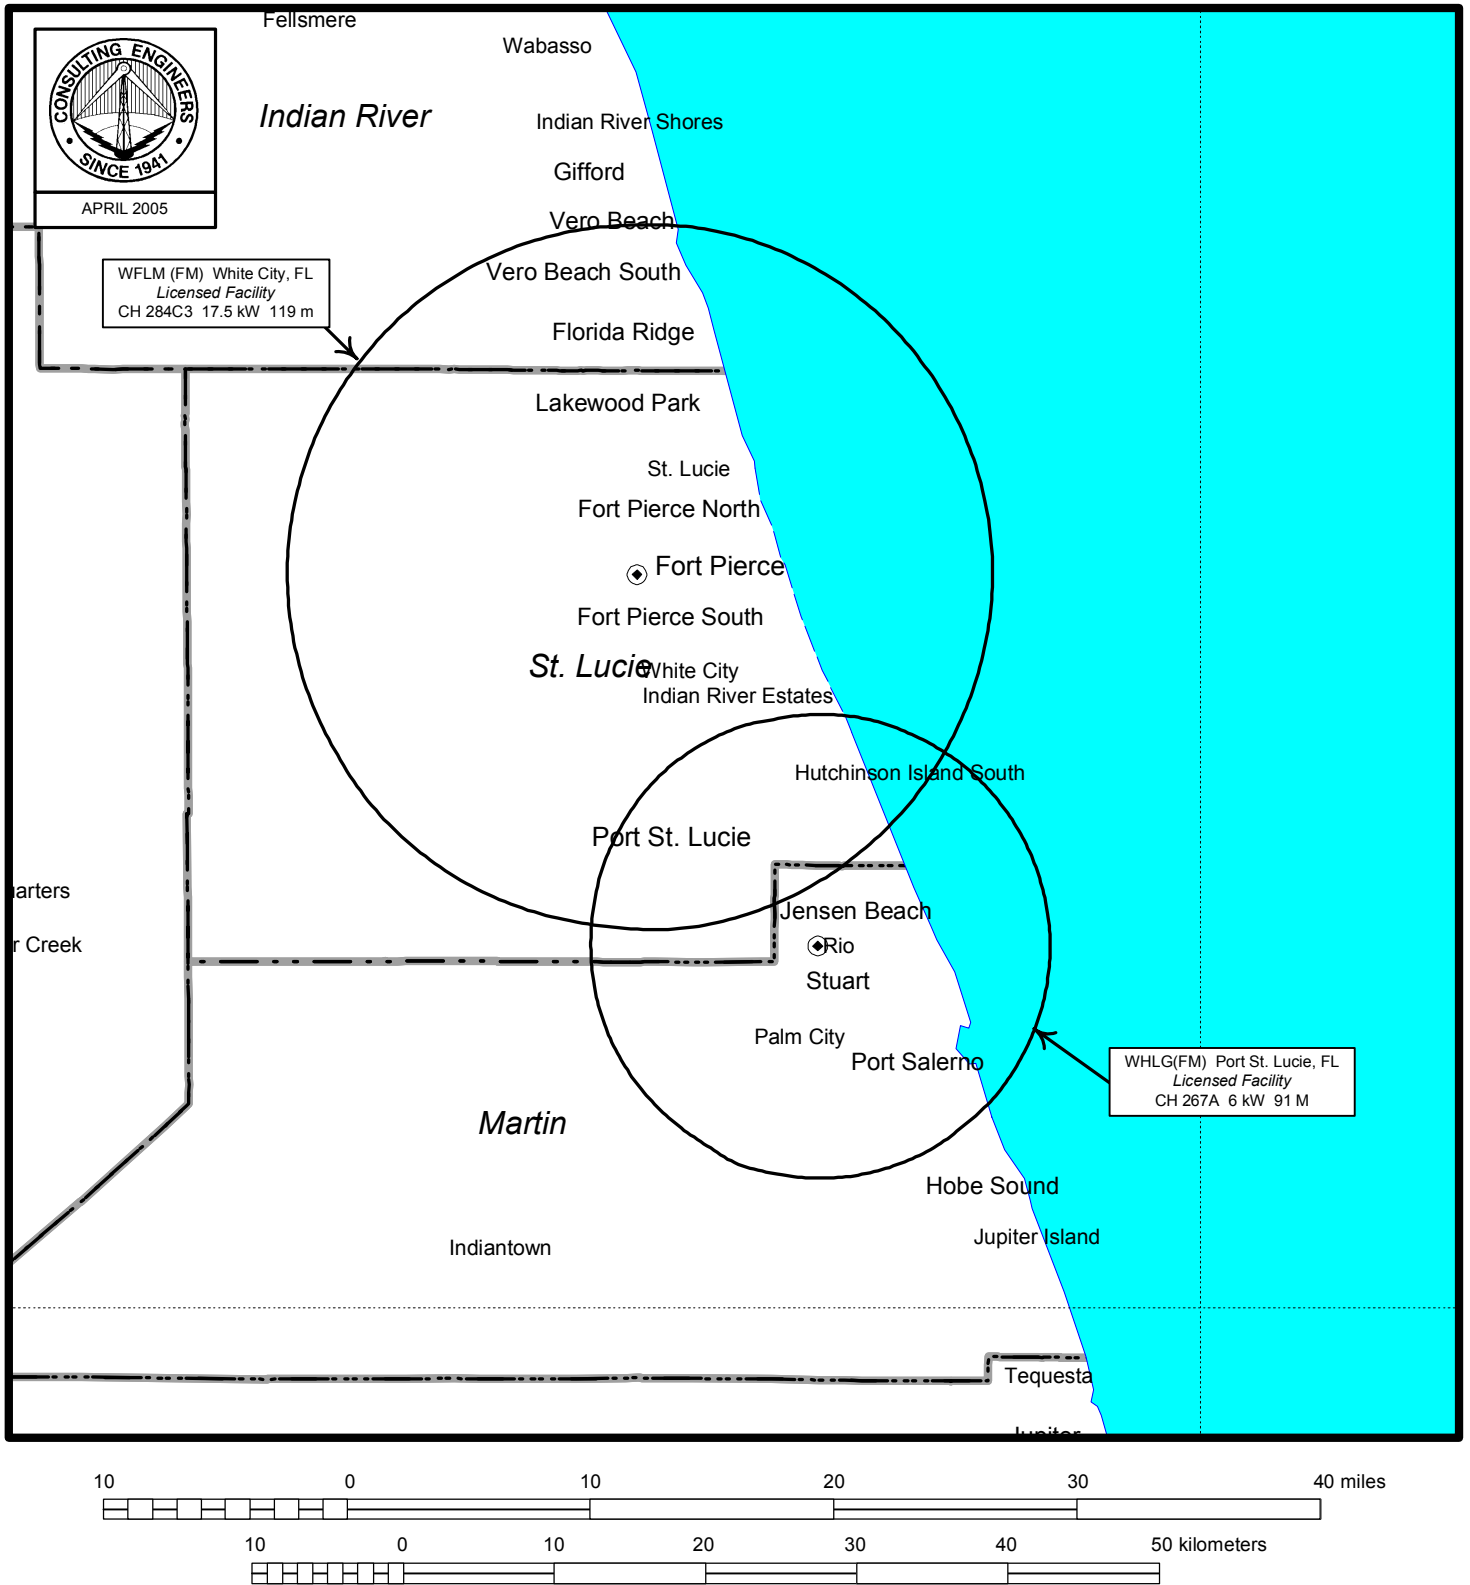 Fellsmere
Wabasso
CONSULTING ENGINEERS
• SINCE 1941 •
APRIL 2005
Indian River
Indian River Shores
Gifford
Vero Beach
WFLM (FM) White City, FL
Licensed Facility
CH 284C3 17.5 kW 119 m
Vero Beach South
Florida Ridge
Lakewood Park
St. Lucie
Fort Pierce North
Fort Pierce
Fort Pierce South
St. Lucie
White City
Indian River Estates
Hutchinson Island South
Port St. Lucie
arters
Jensen Beach
r Creek
Rio
Stuart
Palm City
Port Salerno
WHLG(FM) Port St. Lucie, FL
Licensed Facility
CH 267A 6 kW 91 M
Martin
Hobe Sound
Jupiter Island
Indiantown
Tequesta
Jupiter
10 0 10 20 30 40 miles
10 0 10 20 30 40 50 kilometers